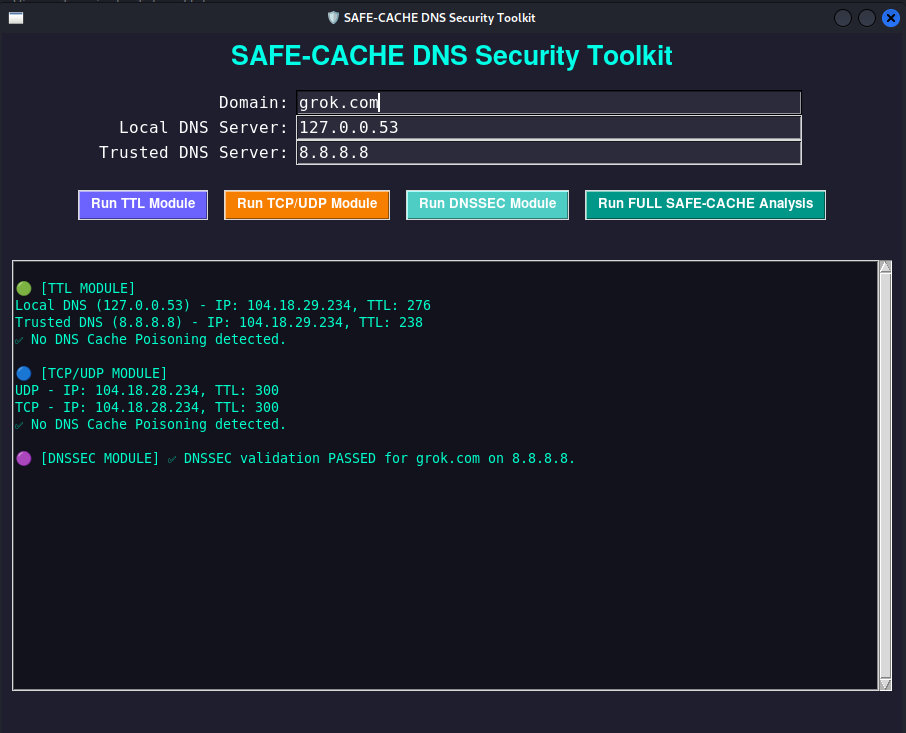 SAFE-CACHE DNS Security Toolkit
SAFE-CACHE DNS Security Toolkit
Domain: grok.com
Local DNS Server: 127.0.0.53
Trusted DNS Server: 8.8.8.8
Run TTL Module Run TCP/UDP Module Run DNSSEC Module Run FULL SAFE-CACHE Analysis
[TTL MODULE]
Local DNS (127.0.0.53) - IP: 104.18.29.234, TTL: 276
Trusted DNS (8.8.8.8) - IP: 104.18.29.234, TTL: 238
✅ No DNS Cache Poisoning detected.
[TCP/UDP MODULE]
UDP - IP: 104.18.28.234, TTL: 300
TCP - IP: 104.18.28.234, TTL: 300
✅ No DNS Cache Poisoning detected.
[DNSSEC MODULE] ✅ DNSSEC validation PASSED for grok.com on 8.8.8.8.